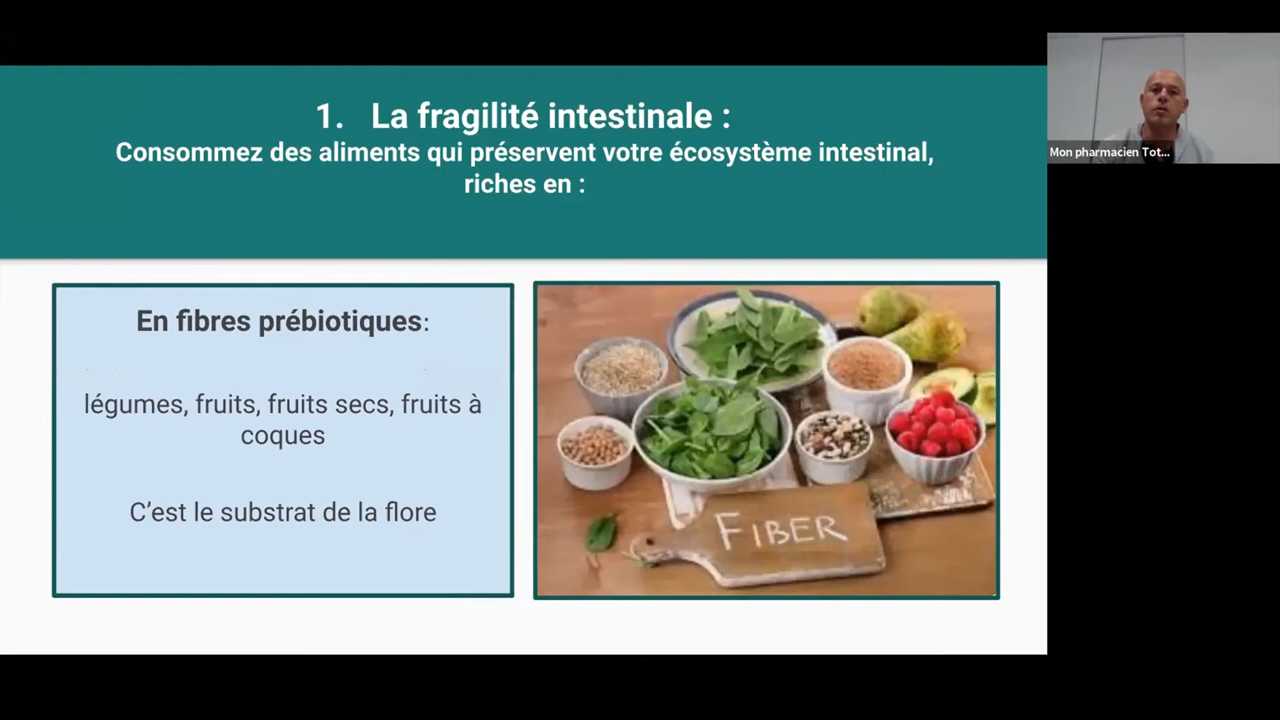 1. La fragilité intestinale :
Consommez des aliments qui préservent votre écosystème intestinal,
riches en :
En fibres prébiotiques:
légumes, fruits, fruits secs, fruits à
coques
C’est le substrat de la flore
FIBER
Mon pharmacien Tot...